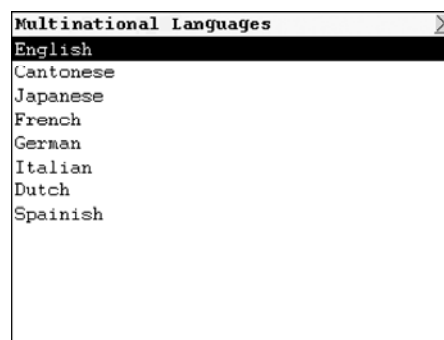 Multinational Languages
English
Cantonese
Japanese
French
German
Italian
Dutch
Spainish